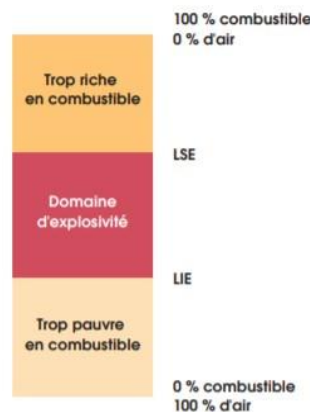 100 % combustible
0 % d'air
Trop riche
en combustible
LSE
Domaine
d'explosivité
LIE
Trop pauvre
en combustible
0 % combustible
100 % d'air